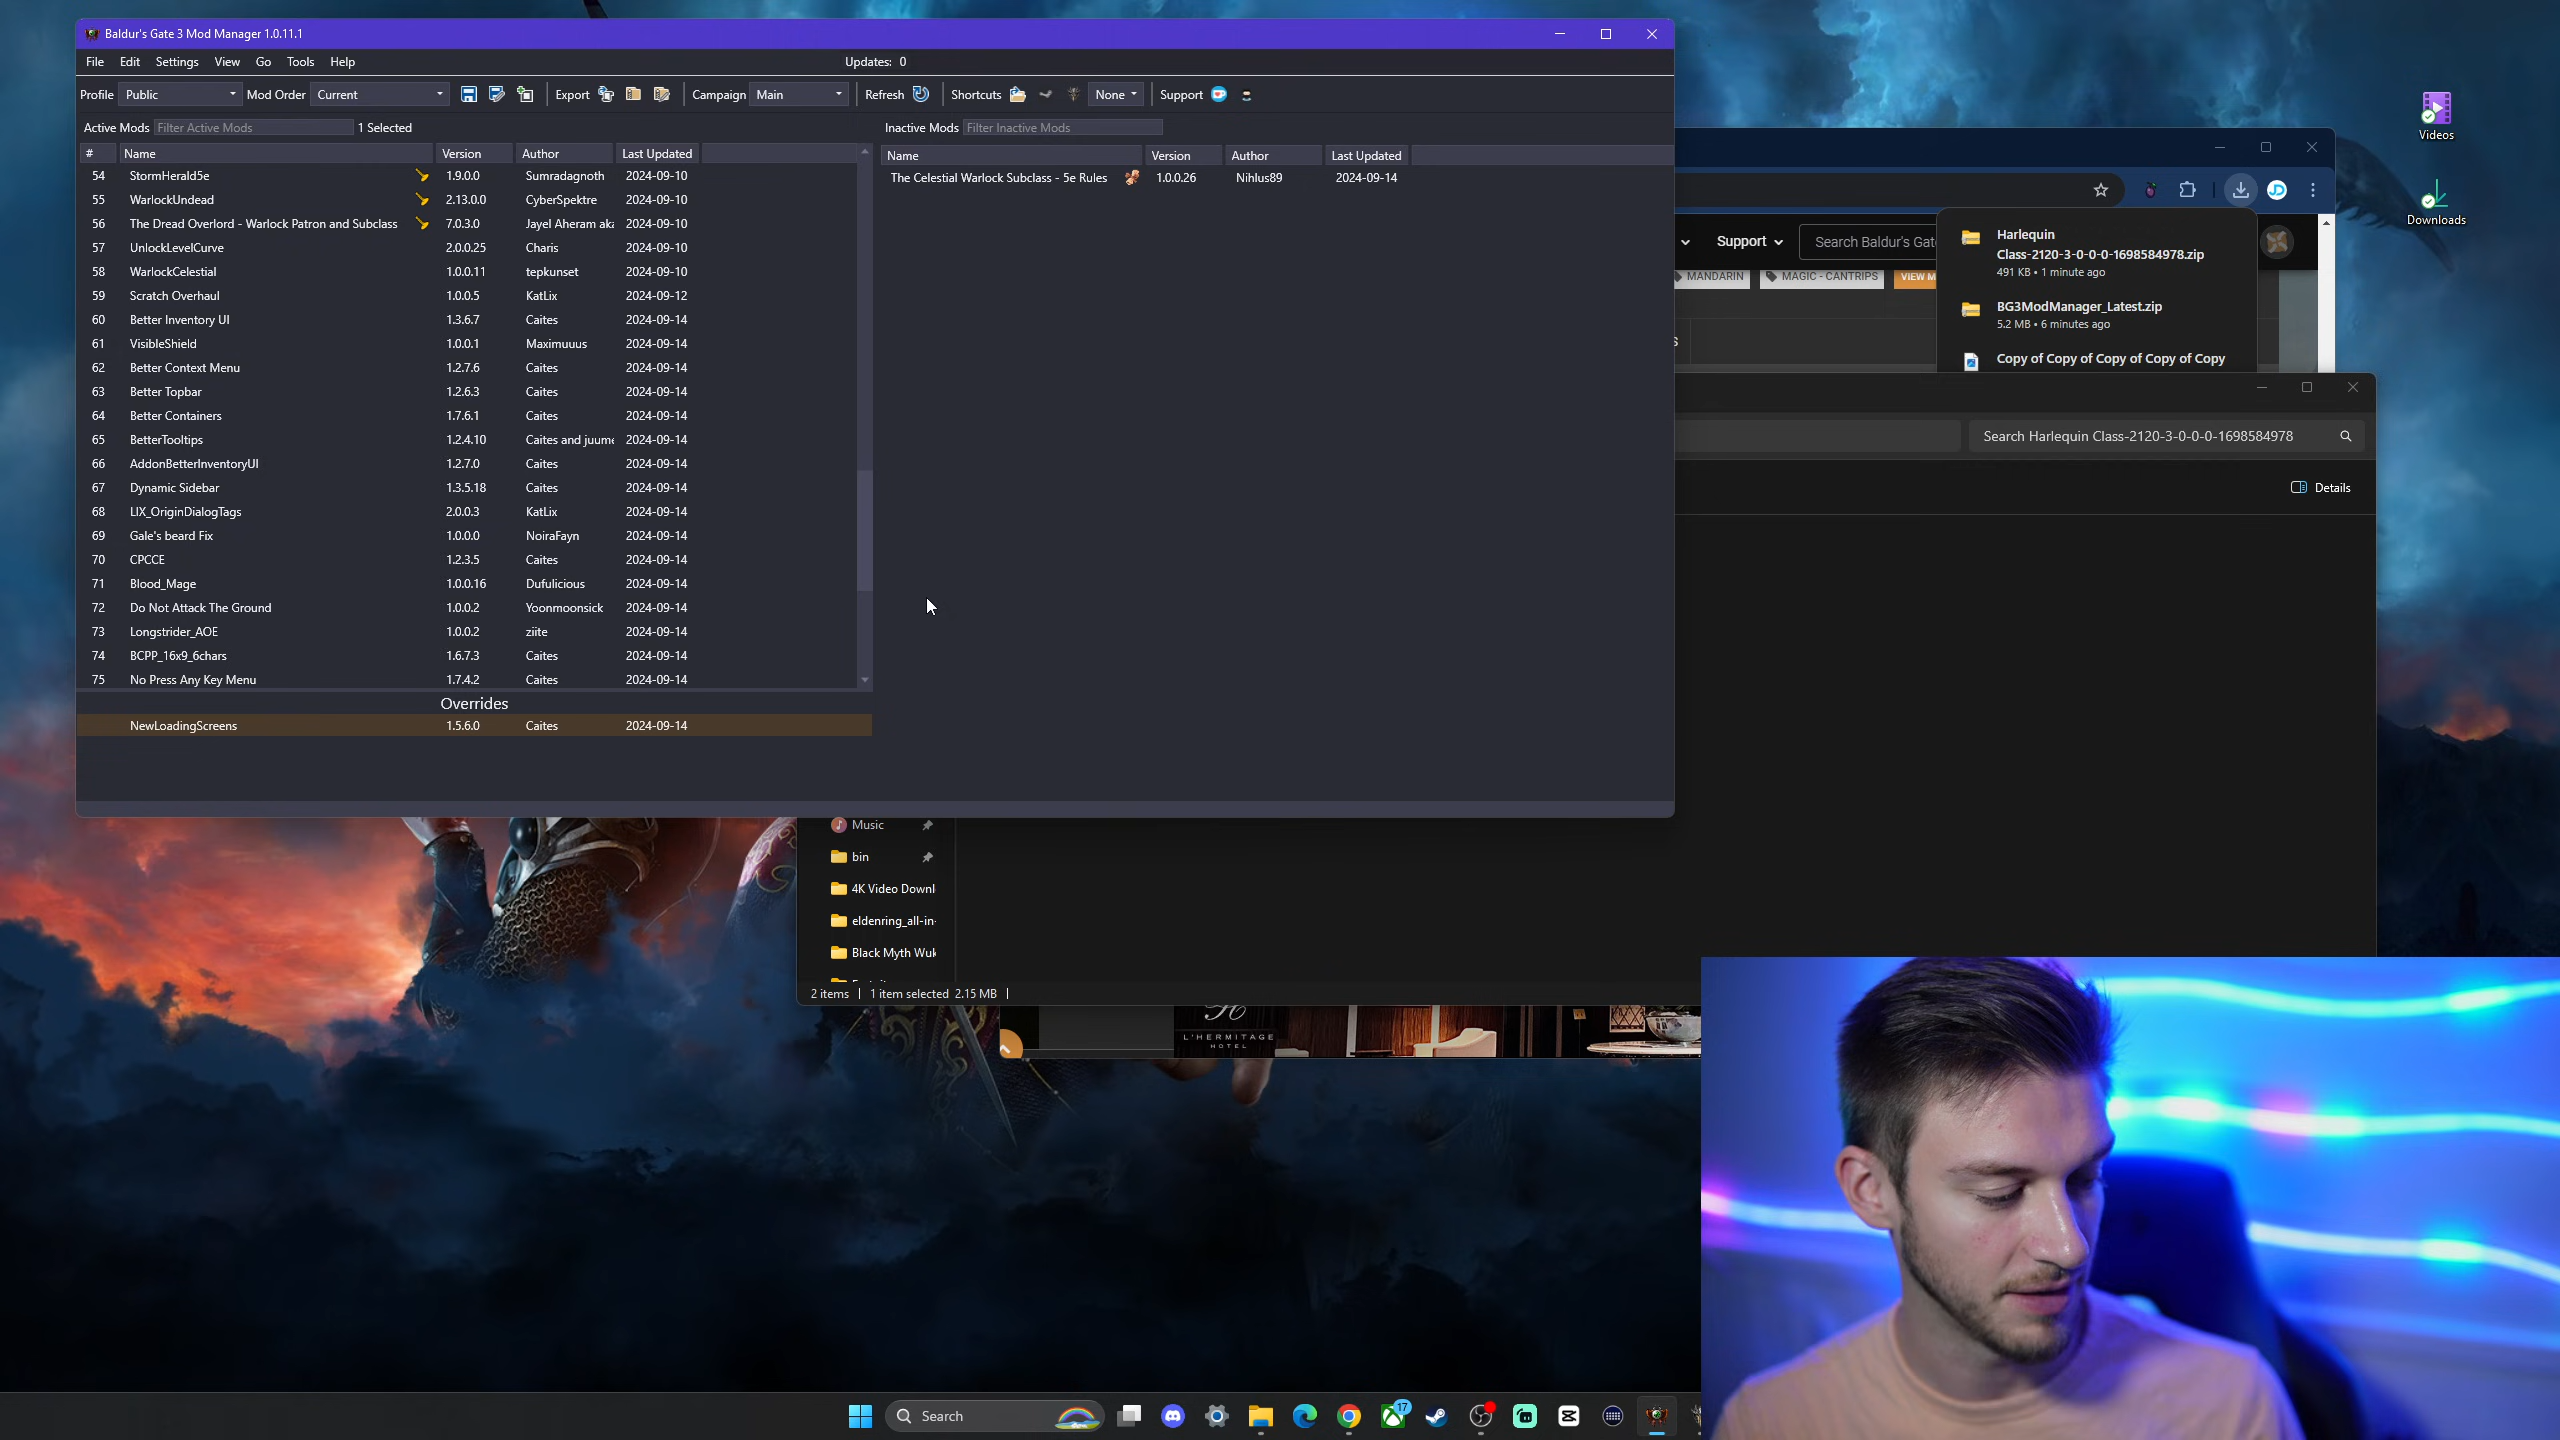 Baldur's Gate 3 Mod Manager 1.0.11.1
File Edit Settings View Go Tools Help Updates: 0
Profile Public Mod Order Current Export Campaign Main Refresh Shortcuts None Support
Active Mods Filter Active Mods 1 Selected
# Name Version Author Last Updated
54 StormHerald5e 1.9.0.0 Sumradagnoth 2024-09-10
55 WarlockUndead 2.13.0.0 CyberSpektre 2024-09-10
56 The Dread Overlord - Warlock Patron and Subclass 7.0.3.0 Jayel Aheram aka 2024-09-10
57 UnlockLevelCurve 2.0.0.25 Charis 2024-09-10
58 WarlockCelestial 1.0.0.11 tepkunset 2024-09-10
59 Scratch Overhaul 1.0.0.5 KatLix 2024-09-12
60 Better Inventory UI 1.3.6.7 Caites 2024-09-14
61 VisibleShield 1.0.0.1 Maximuuus 2024-09-14
62 Better Context Menu 1.2.7.6 Caites 2024-09-14
63 Better Topbar 1.2.6.3 Caites 2024-09-14
64 Better Containers 1.7.6.1 Caites 2024-09-14
65 BetterTooltips 1.2.4.10 Caites and juume 2024-09-14
66 AddonBetterInventoryUI 1.2.7.0 Caites 2024-09-14
67 Dynamic Sidebar 1.3.5.18 Caites 2024-09-14
68 LIX_OriginDialogTags 2.0.0.3 KatLix 2024-09-14
69 Gale's beard Fix 1.0.0.0 NoiraFayn 2024-09-14
70 CPCCE 1.2.3.5 Caites 2024-09-14
71 Blood_Mage 1.0.0.16 Dufulicious 2024-09-14
72 Do Not Attack The Ground 1.0.0.2 Yoonmoonsick 2024-09-14
73 Longstrider_AOE 1.0.0.2 ziite 2024-09-14
74 BCPP_16x9_6chars 1.6.7.3 Caites 2024-09-14
75 No Press Any Key Menu 1.7.4.2 Caites 2024-09-14
Overrides
NewLoadingScreens 1.5.6.0 Caites 2024-09-14
Inactive Mods Filter Inactive Mods
Name Version Author Last Updated
The Celestial Warlock Subclass - 5e Rules 1.0.0.26 Nihlus89 2024-09-14
Support Search Baldur's Gat
MANDARIN MAGIC - CANTRIPS VIEW M
Harlequin
Class-2120-3-0-0-0-1698584978.zip
491 KB • 1 minute ago
BG3ModManager_Latest.zip
5.2 MB • 6 minutes ago
Copy of Copy of Copy of Copy of Copy
Search Harlequin Class-2120-3-0-0-0-1698584978
Details
Music
bin
4K Video Downl
eldenring_all-in-
Black Myth Wuk
2 items 1 item selected 2.15 MB
L'HERMITAGE
HOTEL
Videos
Downloads
Search
17